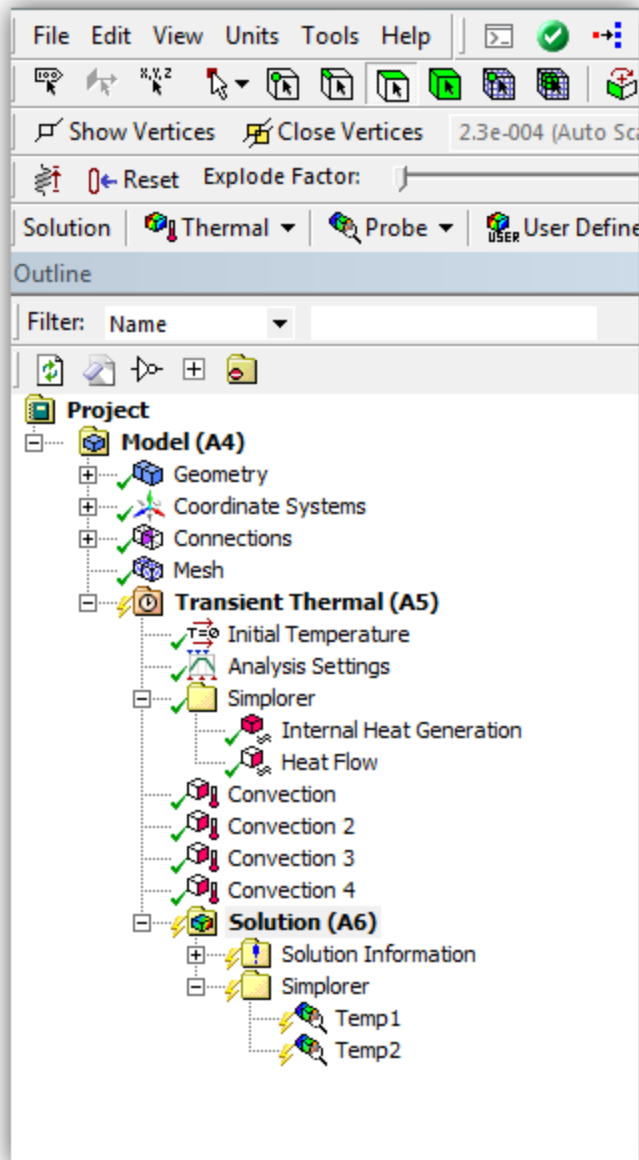 File Edit View Units Tools Help
X,Y,Z
Show Vertices Close Vertices 2.3e-004 (Auto Sca
Reset Explode Factor:
Solution Thermal Probe USER User Define
Outline
Filter: Name
Project
Model (A4)
Geometry
Coordinate Systems
Connections
Mesh
Transient Thermal (A5)
T=0 Initial Temperature
Analysis Settings
Simplorer
Internal Heat Generation
Heat Flow
Convection
Convection 2
Convection 3
Convection 4
Solution (A6)
Solution Information
Simplorer
Temp1
Temp2